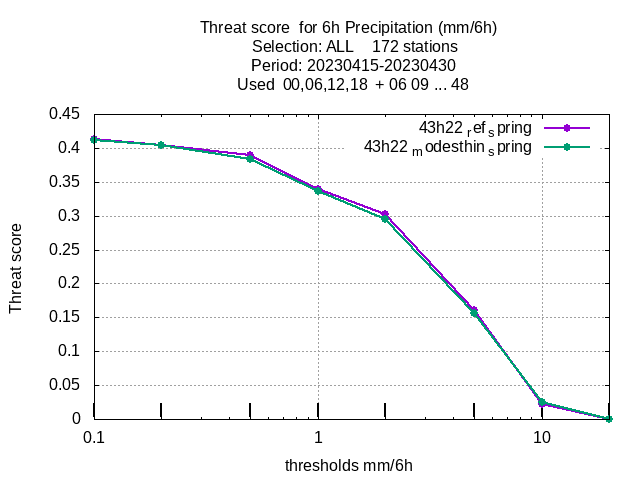 Threat score  for 6h Precipitation (mm/6h)
Selection: ALL    172 stations
Period: 20230415-20230430
Used  00,06,12,18  + 06 09 ... 48
0.45
0.4
0.35
0.3
0.25
0.2
0.15
0.1
0.05
0
Threat score
43h22 ref spring
43h22 modesthin spring
0.1
1
10
thresholds mm/6h